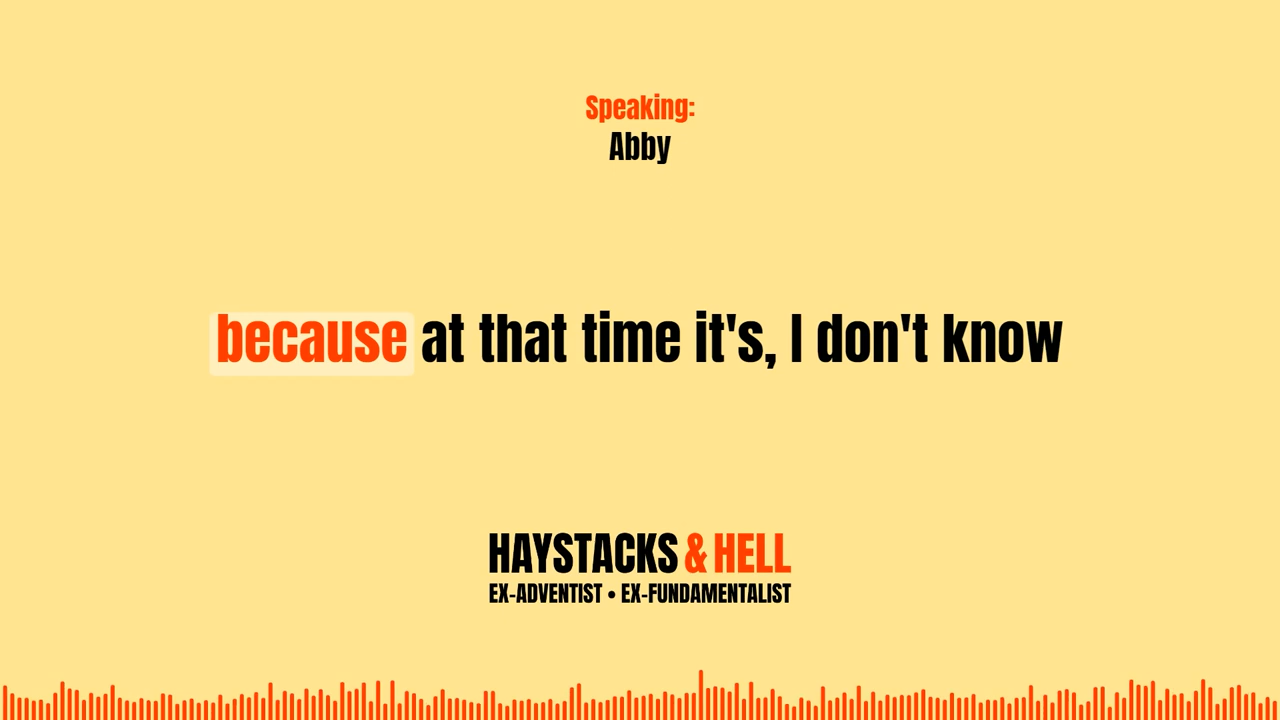 Speaking:
Abby
because at that time it's, I don't know
HAYSTACKS & HELL
EX-ADVENTIST • EX-FUNDAMENTALIST